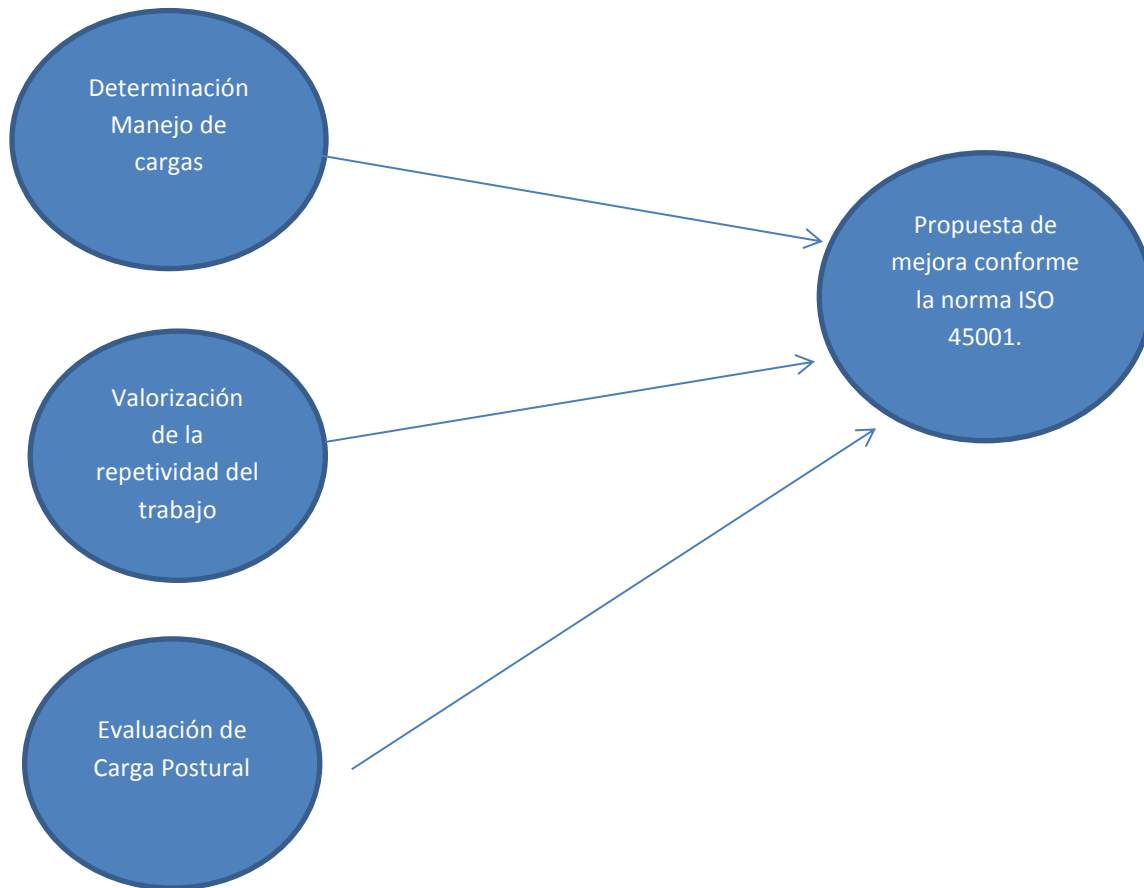 Determinación
Manejo de
cargas
Propuesta de
mejora conforme
la norma ISO
45001.
Valorización
de la
repetividad del
trabajo
Evaluación de
Carga Postural